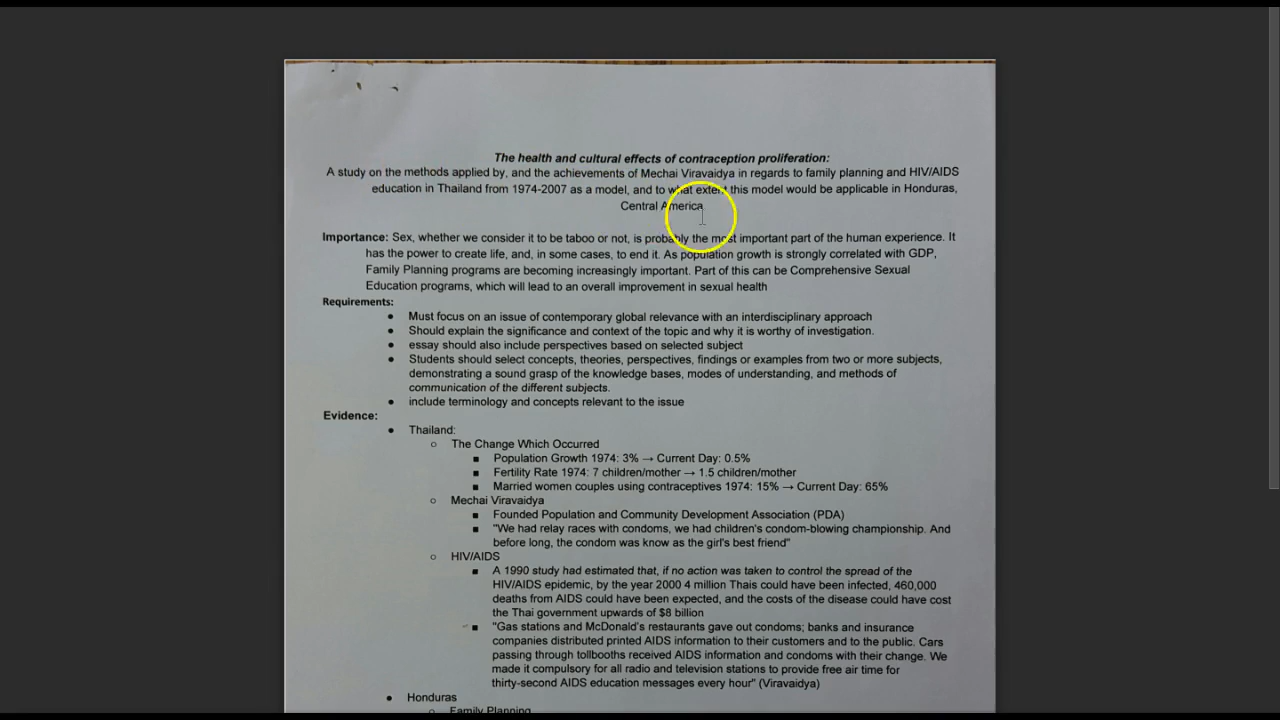 The health and cultural effects of contraception proliferation:
A study on the methods applied by, and the achievements of Mechai Viravaidya in regards to family planning and HIV/AIDS
education in Thailand from 1974-2007 as a model, and to what extent this model would be applicable in Honduras,
Central America
Importance: Sex, whether we consider it to be taboo or not, is probably the most important part of the human experience. It
has the power to create life, and, in some cases, to end it. As population growth is strongly correlated with GDP,
Family Planning programs are becoming increasingly important. Part of this can be Comprehensive Sexual
Education programs, which will lead to an overall improvement in sexual health
Requirements:
● Must focus on an issue of contemporary global relevance with an interdisciplinary approach
● Should explain the significance and context of the topic and why it is worthy of investigation.
● essay should also include perspectives based on selected subject
● Students should select concepts, theories, perspectives, findings or examples from two or more subjects,
demonstrating a sound grasp of the knowledge bases, modes of understanding, and methods of
communication of the different subjects.
● include terminology and concepts relevant to the issue
Evidence:
● Thailand:
○ The Change Which Occurred
■ Population Growth 1974: 3% → Current Day: 0.5%
■ Fertility Rate 1974: 7 children/mother → 1.5 children/mother
■ Married women couples using contraceptives 1974: 15% → Current Day: 65%
○ Mechai Viravaidya
■ Founded Population and Community Development Association (PDA)
■ "We had relay races with condoms, we had children's condom-blowing championship. And
before long, the condom was know as the girl's best friend"
○ HIV/AIDS
■ A 1990 study had estimated that, if no action was taken to control the spread of the
HIV/AIDS epidemic, by the year 2000 4 million Thais could have been infected, 460,000
deaths from AIDS could have been expected, and the costs of the disease could have cost
the Thai government upwards of $8 billion
■ "Gas stations and McDonald's restaurants gave out condoms; banks and insurance
companies distributed printed AIDS information to their customers and to the public. Cars
passing through tollbooths received AIDS information and condoms with their change. We
made it compulsory for all radio and television stations to provide free air time for
thirty-second AIDS education messages every hour" (Viravaidya)
● Honduras
○ Family Planning